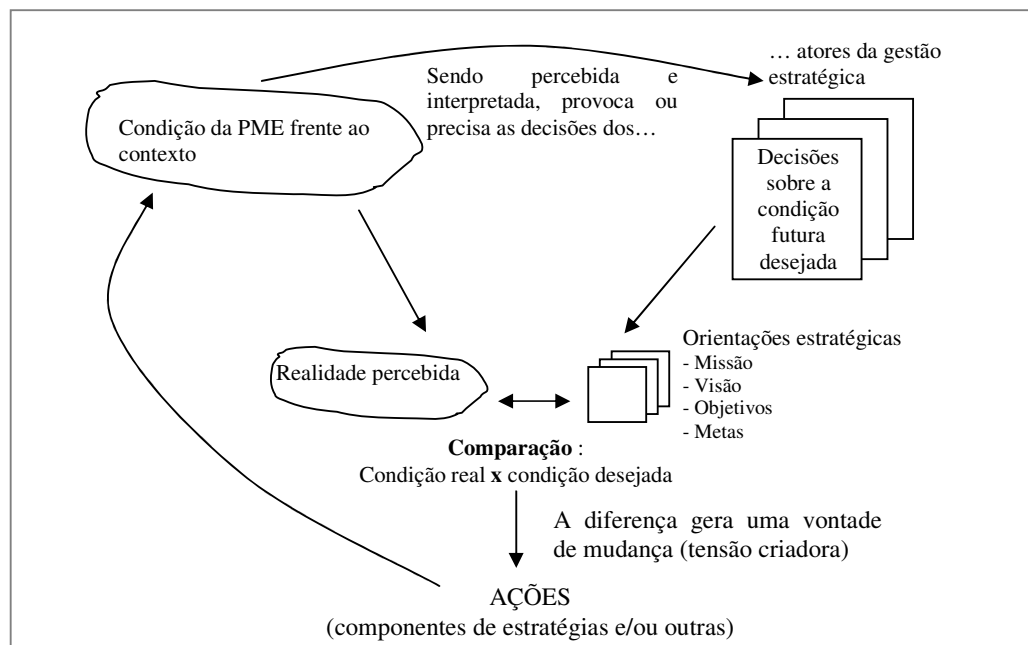 Condição da PME frente ao
contexto
Sendo percebida e
interpretada, provoca ou
precisa as decisões dos…
… atores da gestão
estratégica
Decisões
sobre a
condição
futura
desejada
Realidade percebida
Orientações estratégicas
- Missão
- Visão
- Objetivos
- Metas
Comparação :
Condição real x condição desejada
A diferença gera uma vontade
de mudança (tensão criadora)
AÇÕES
(componentes de estratégias e/ou outras)